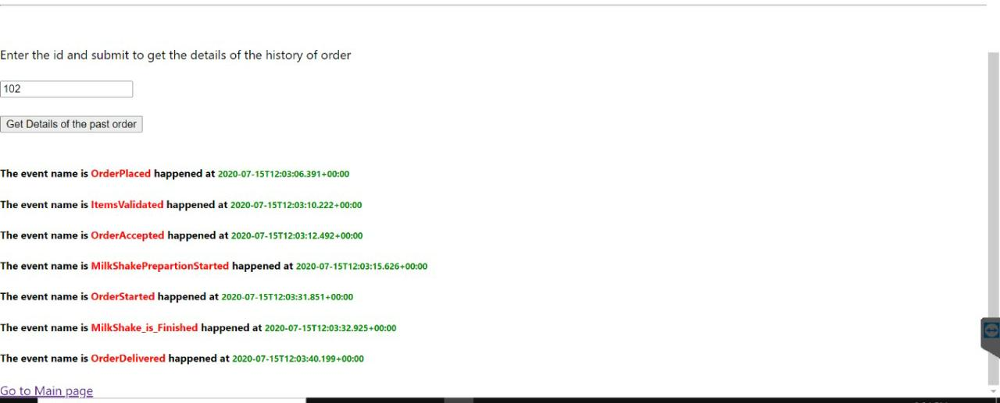 Enter the id and submit to get the details of the history of order
102
Get Details of the past order
The event name is OrderPlaced happened at 2020-07-15T12:03:06.391+00:00
The event name is ItemsValidated happened at 2020-07-15T12:03:10.222+00:00
The event name is OrderAccepted happened at 2020-07-15T12:03:12.492+00:00
The event name is MilkShakePrepartionStarted happened at 2020-07-15T12:03:15.626+00:00
The event name is OrderStarted happened at 2020-07-15T12:03:31.851+00:00
The event name is MilkShake_is_Finished happened at 2020-07-15T12:03:32.925+00:00
The event name is OrderDelivered happened at 2020-07-15T12:03:40.199+00:00
Go to Main page